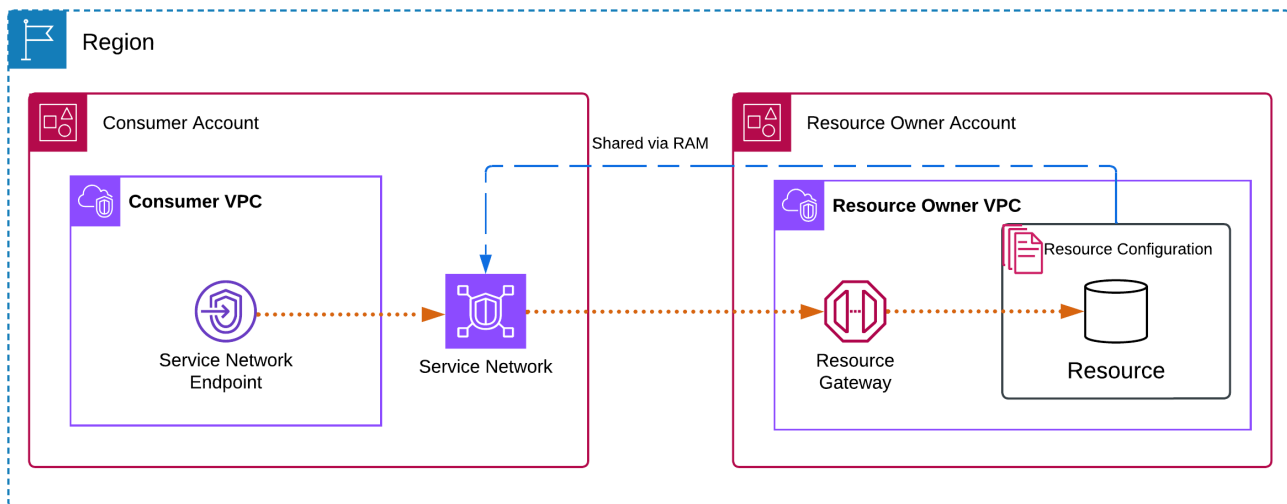 Region
Consumer Account
Shared via RAM
Resource Owner Account
Consumer VPC
Resource Owner VPC
Resource Configuration
Service Network
Endpoint
Service Network
Resource
Gateway
Resource